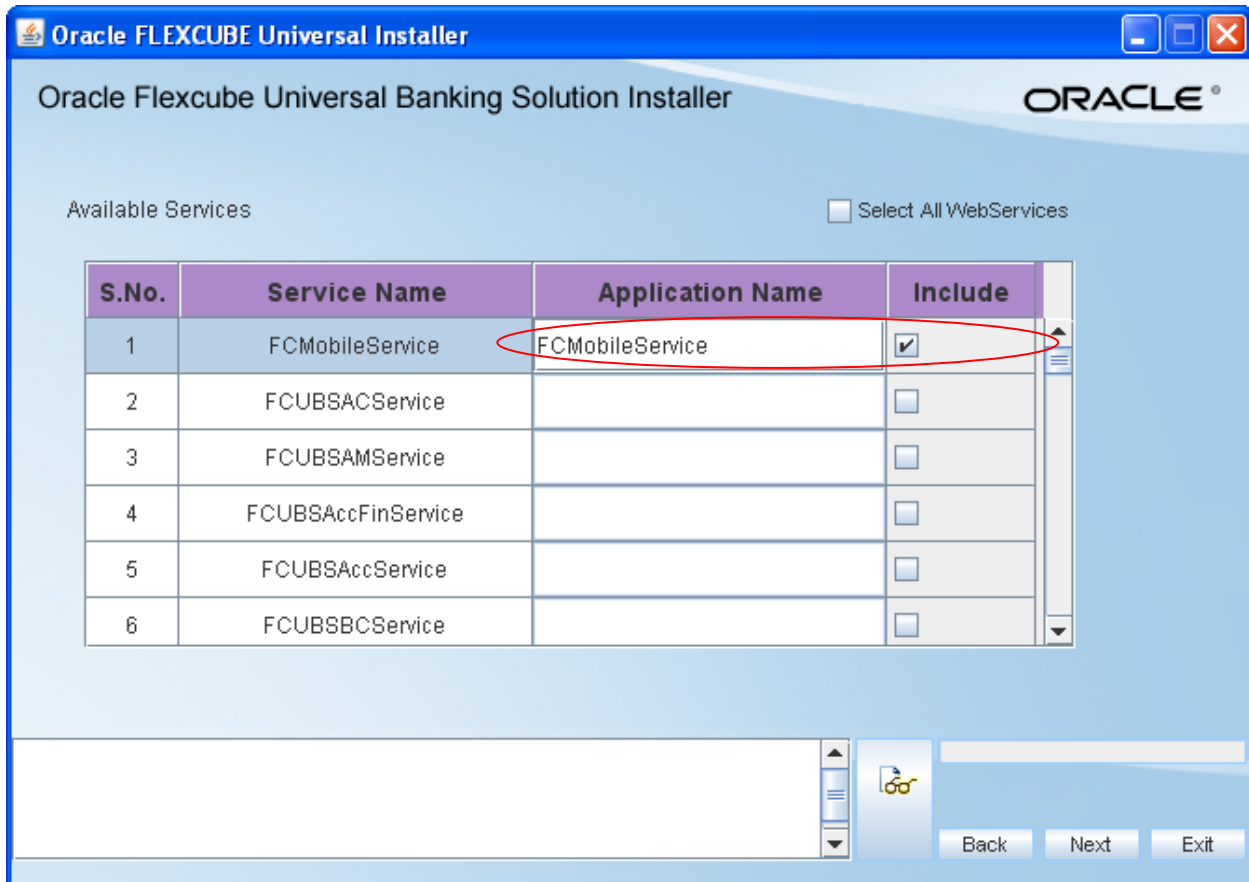 Oracle FLEXCUBE Universal Installer
Oracle Flexcube Universal Banking Solution Installer ORACLE®
Available Services Select All WebServices
S.No. Service Name Application Name Include
1 FCMobileService FCMobileService
2 FCUBSACService
3 FCUBSAMService
4 FCUBSAccFinService
5 FCUBSAccService
6 FCUBSBCService
Back Next Exit